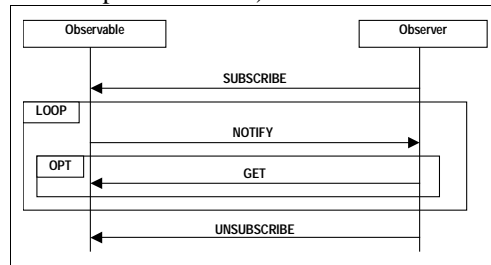 Observable
Observer
SUBSCRIBE
LOOP
NOTIFY
OPT
GET
UNSUBSCRIBE